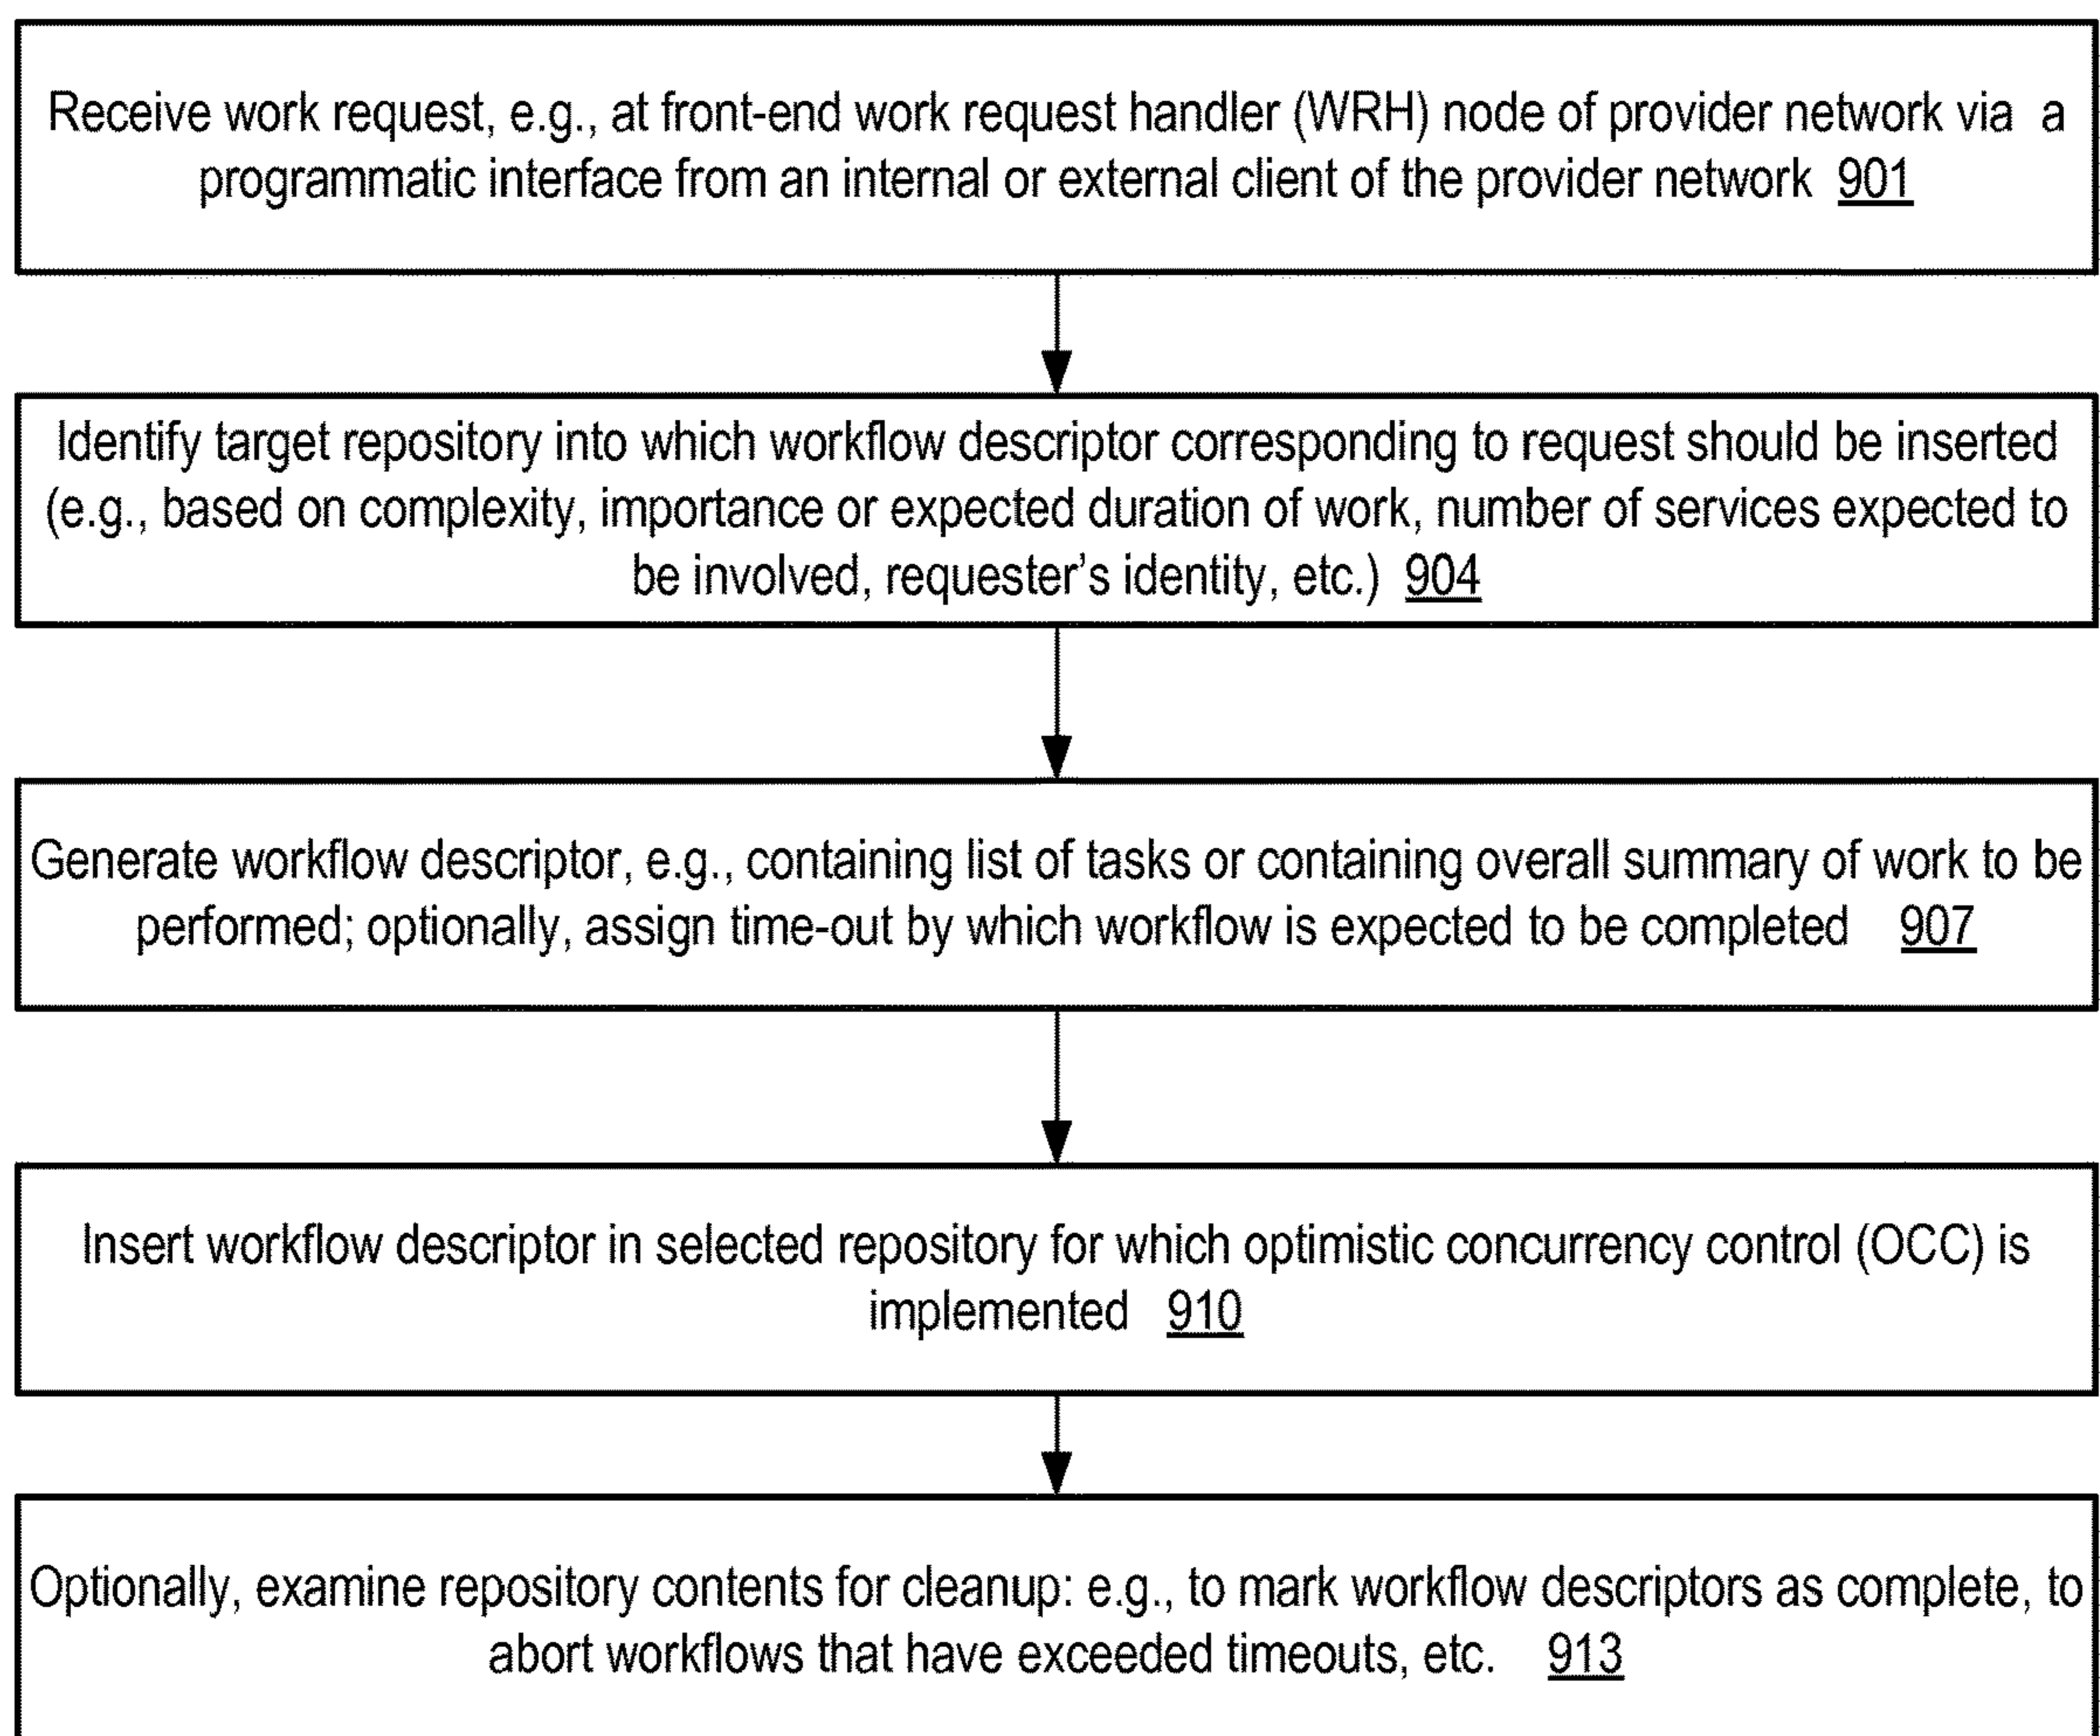 Receive work request, e.g., at front-end work request handler (WRH) node of provider network via a
programmatic interface from an internal or external client of the provider network 901
Identify target repository into which workflow descriptor corresponding to request should be inserted
(e.g., based on complexity, importance or expected duration of work, number of services expected to
be involved, requester's identity, etc.) 904
Generate workflow descriptor, e.g., containing list of tasks or containing overall summary of work to be
performed; optionally, assign time-out by which workflow is expected to be completed 907
Insert workflow descriptor in selected repository for which optimistic concurrency control (OCC) is
implemented 910
Optionally, examine repository contents for cleanup: e.g., to mark workflow descriptors as complete, to
abort workflows that have exceeded timeouts, etc. 913